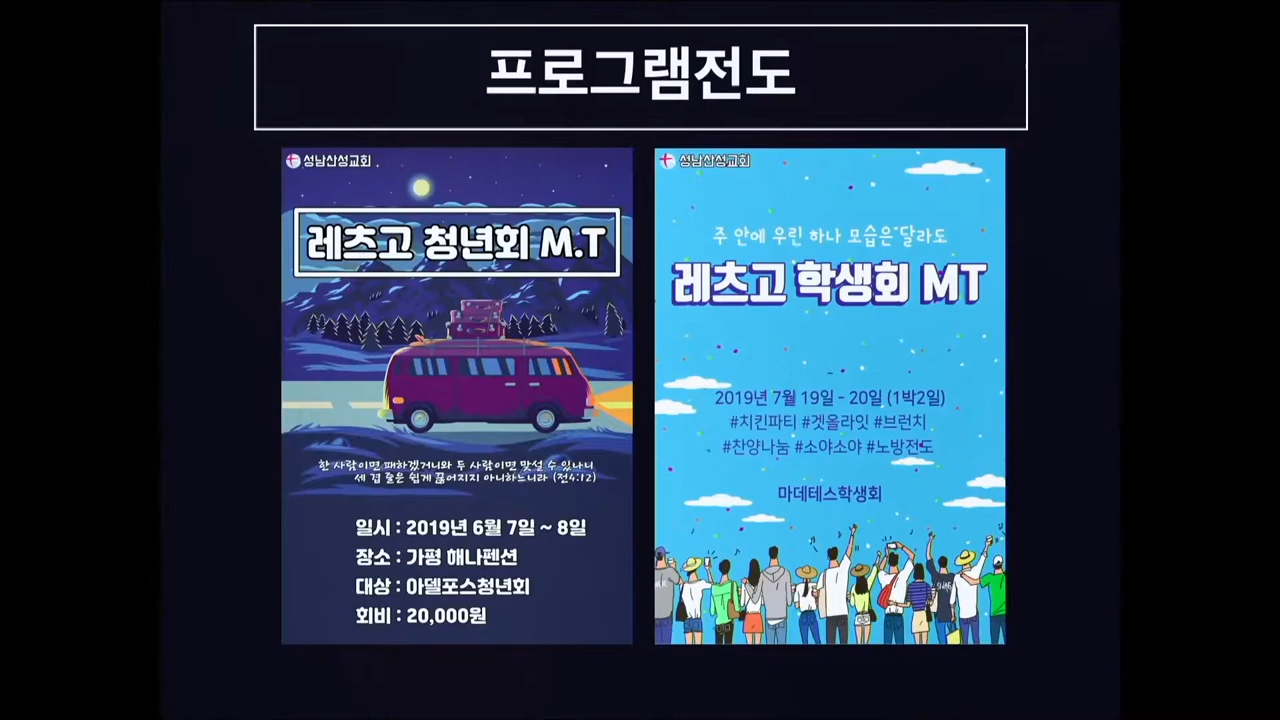 프로그램전도
성남산성교회
레츠고 청년회 M.T
한 사람이면 패하겠거니와 두 사람이면 맞설 수 있나니
세 겹 줄은 쉽게 끊어지지 아니하느니라 (전4:12)
일시 : 2019년 6월 7일 ~ 8일
장소 : 가평 해나펜션
대상 : 아델포스청년회
회비 : 20,000원
성남산성교회
주 안에 우린 하나 모습은 달라도
레츠고 학생회 MT
2019년 7월 19일 - 20일 (1박2일)
#치킨파티 #겟올라잇 #브런치
#찬양나눔 #소야소야 #노방전도
마데테스학생회